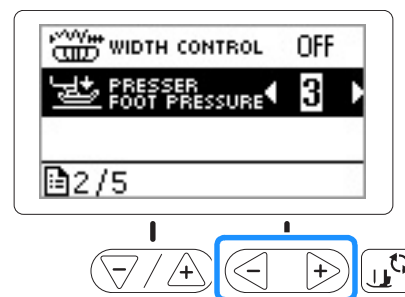 WIDTH CONTROL OFF
PRESSER
FOOT PRESSURE 3
2/5
- / + - +